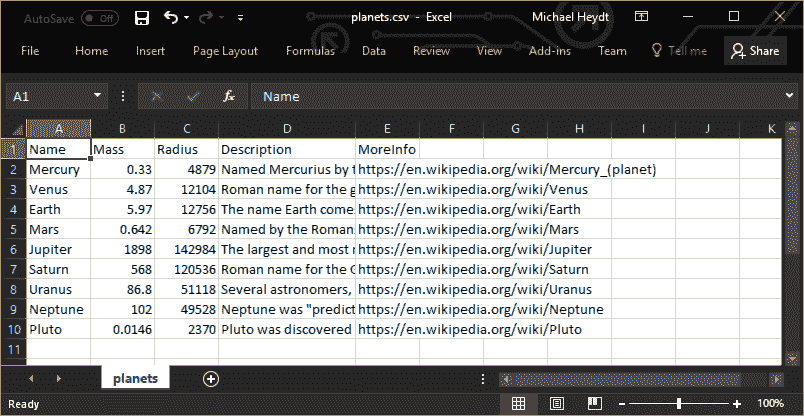 AutoSave Off planets.csv - Excel Michael Heydt
File Home Insert Page Layout Formulas Data Review View Add-ins Team Tell me Share
A1 fx Name
A B C D E F G H I J K
1 Name Mass Radius Description MoreInfo
2 Mercury 0.33 4879 Named Mercurius by t https://en.wikipedia.org/wiki/Mercury_(planet)
3 Venus 4.87 12104 Roman name for the g https://en.wikipedia.org/wiki/Venus
4 Earth 5.97 12756 The name Earth come https://en.wikipedia.org/wiki/Earth
5 Mars 0.642 6792 Named by the Roman https://en.wikipedia.org/wiki/Mars
6 Jupiter 1898 142984 The largest and most r https://en.wikipedia.org/wiki/Jupiter
7 Saturn 568 120536 Roman name for the G https://en.wikipedia.org/wiki/Saturn
8 Uranus 86.8 51118 Several astronomers, https://en.wikipedia.org/wiki/Uranus
9 Neptune 102 49528 Neptune was "predict https://en.wikipedia.org/wiki/Neptune
10 Pluto 0.0146 2370 Pluto was discovered https://en.wikipedia.org/wiki/Pluto
11
planets
Ready 100%